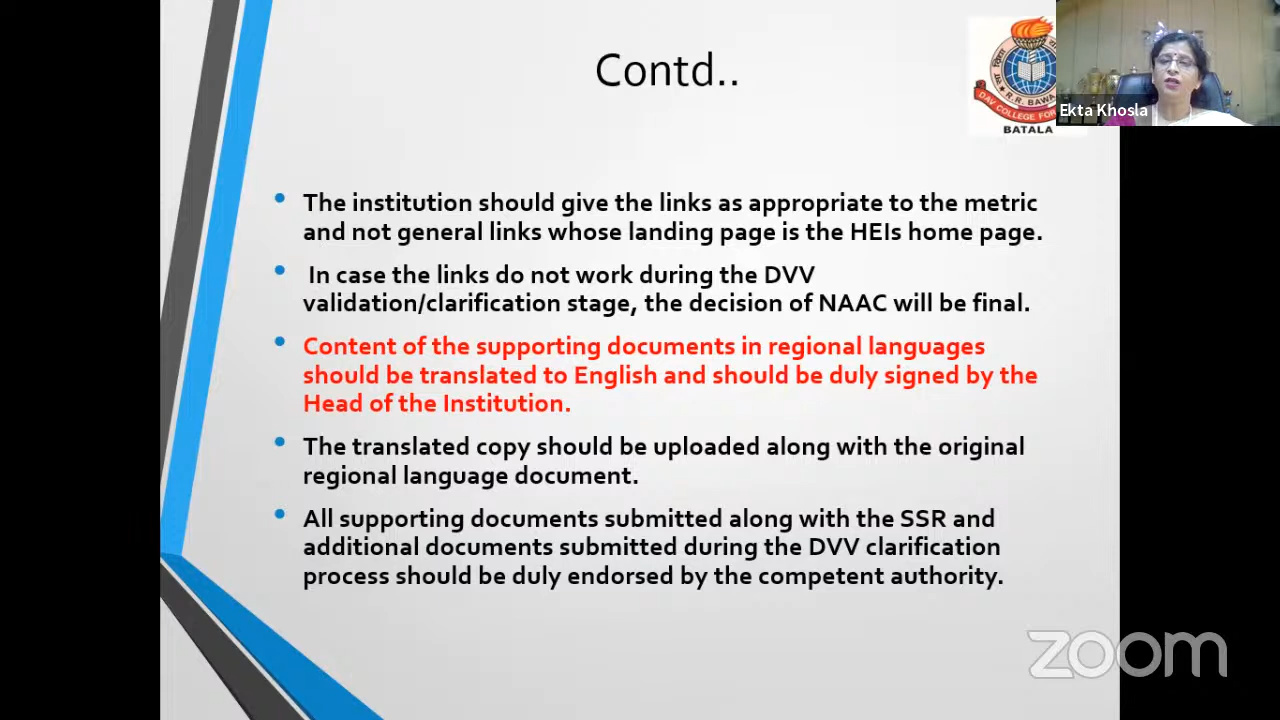 Contd..
R.R. BAWA
DAV COLLEGE FOR
BATALA
Ekta Khosla
• The institution should give the links as appropriate to the metric
and not general links whose landing page is the HEIs home page.
• In case the links do not work during the DVV
validation/clarification stage, the decision of NAAC will be final.
• Content of the supporting documents in regional languages
should be translated to English and should be duly signed by the
Head of the Institution.
• The translated copy should be uploaded along with the original
regional language document.
• All supporting documents submitted along with the SSR and
additional documents submitted during the DVV clarification
process should be duly endorsed by the competent authority.
zoom